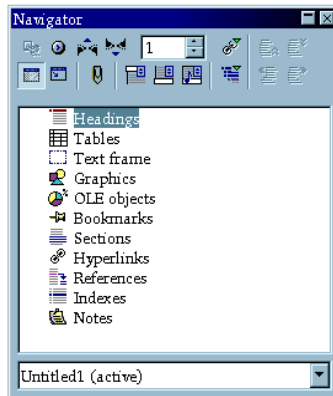 Navigator
1
Headings
Tables
Text frame
Graphics
OLE objects
Bookmarks
Sections
Hyperlinks
References
Indexes
Notes
Untitled1 (active)